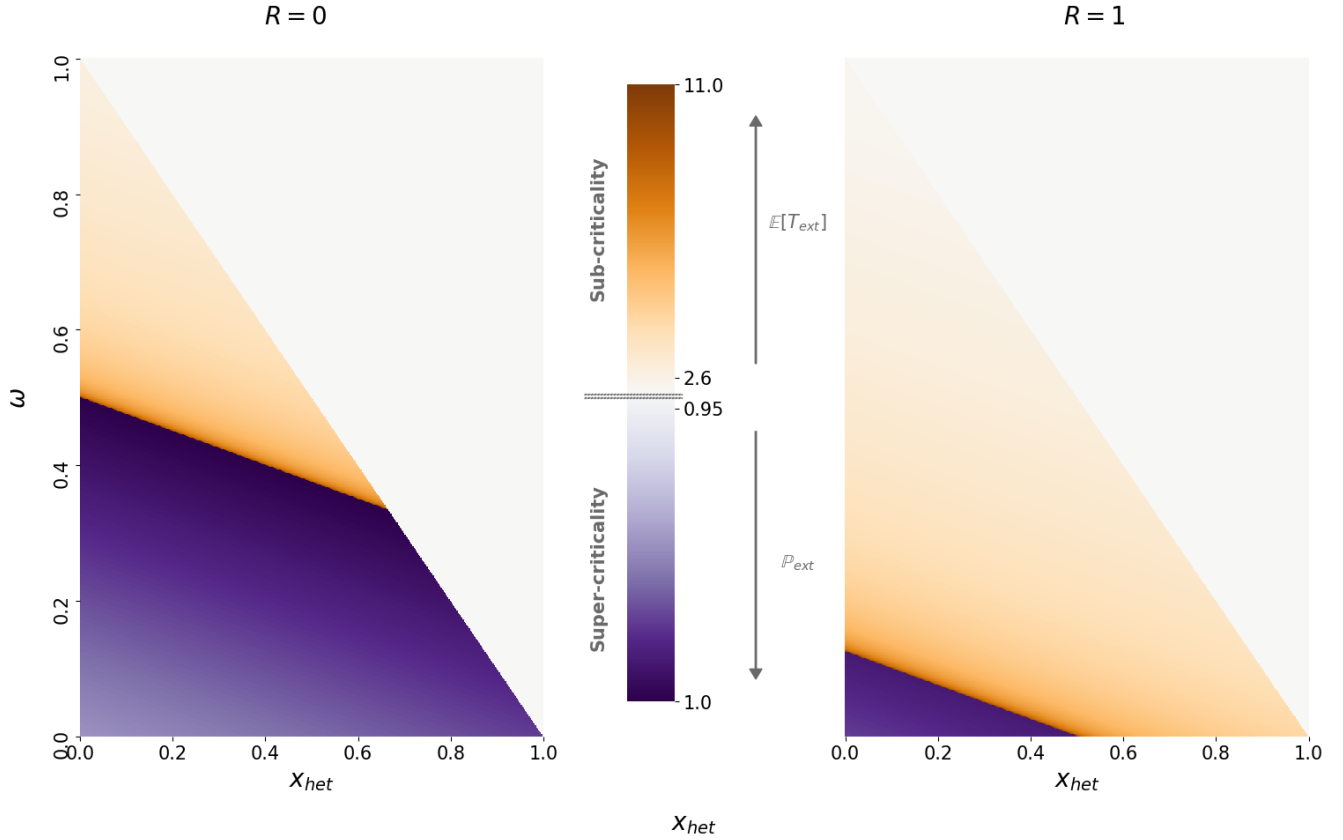 R = 0
R = 1
1.0
0.8
0.6
0.4
0.2
0.0
ω
0.0 0.2 0.4 0.6 0.8 1.0
x_het
Sub-criticality
Super-criticality
11.0
2.6
0.95
1.0
𝔼[T_ext]
ℙ_ext
0.0 0.2 0.4 0.6 0.8 1.0
x_het
x_het